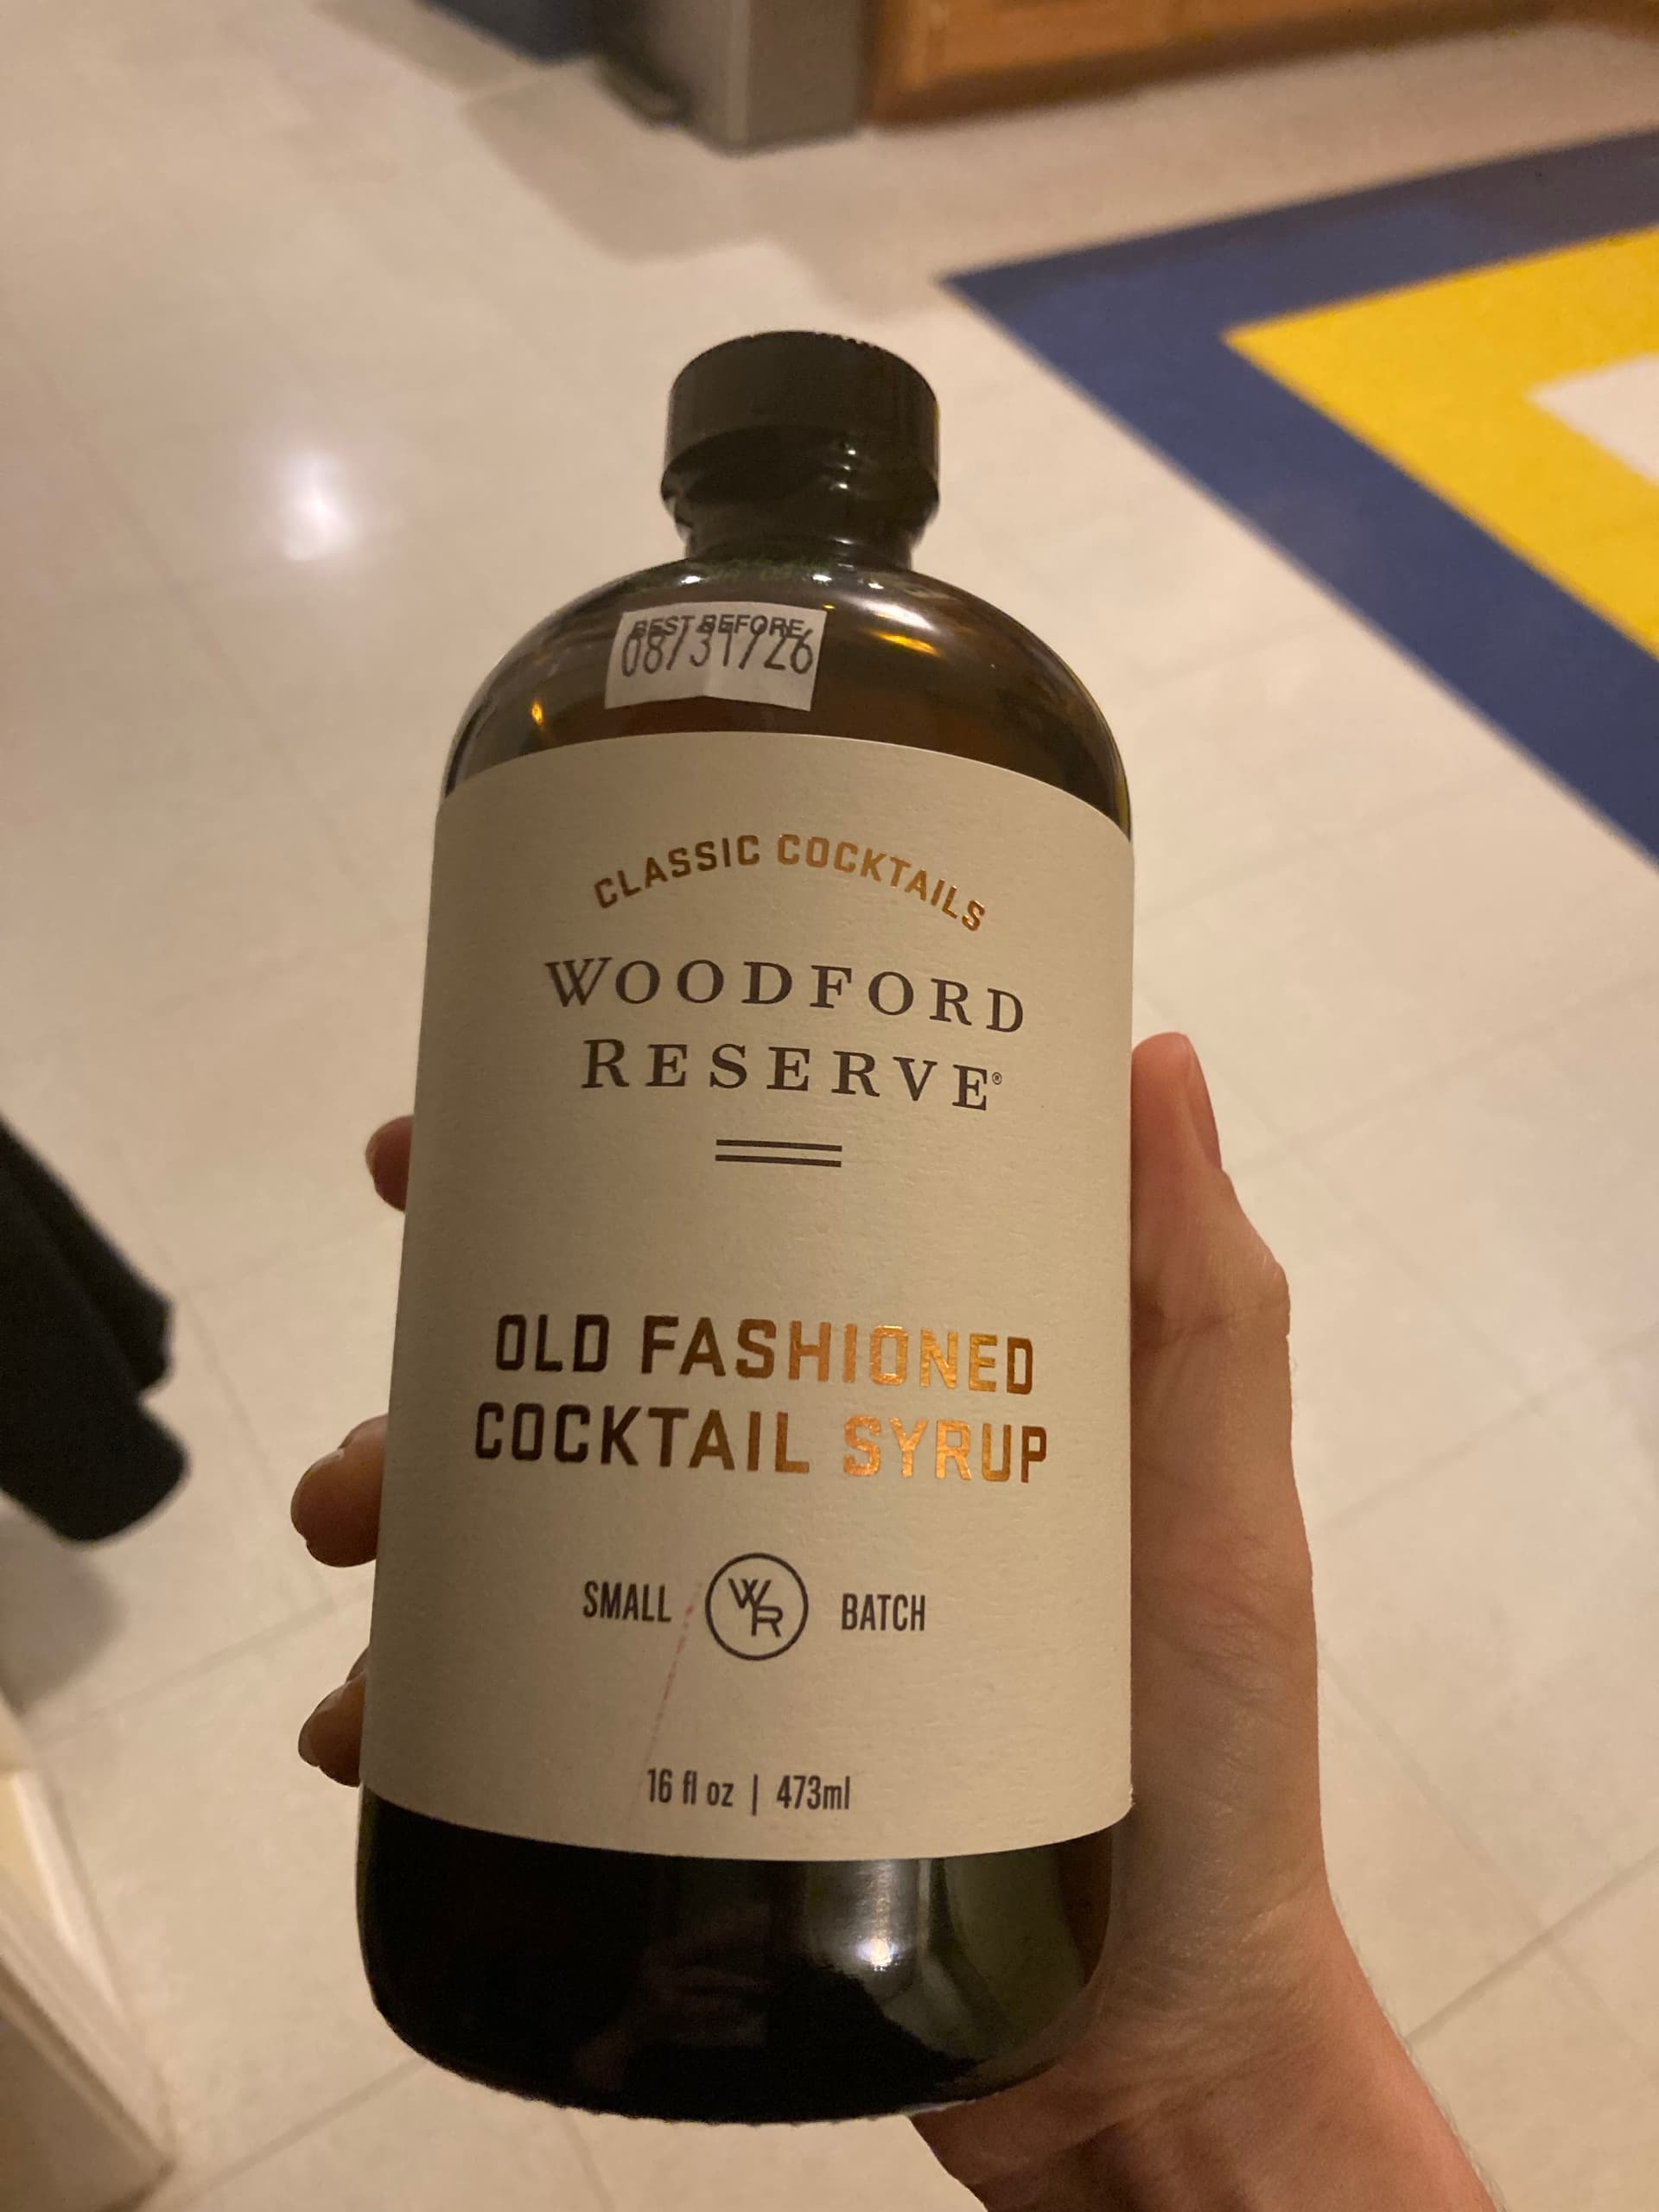 BEST BEFORE
08/31/26
CLASSIC COCKTAILS
WOODFORD
RESERVE®
OLD FASHIONED
COCKTAIL SYRUP
SMALL WR BATCH
16 fl oz | 473ml